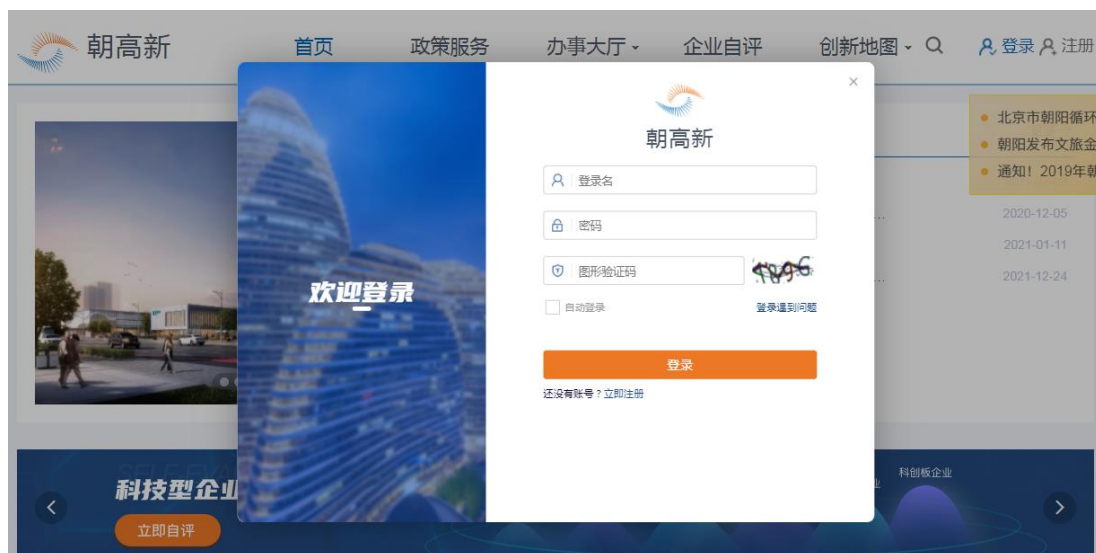 朝高新
首页
政策服务
办事大厅
企业自评
创新地图
登录
注册
朝高新
登录名
密码
图形验证码
自动登录
登录遇到问题
登录
还没有账号？立即注册
欢迎登录
北京市朝阳循环
朝阳发布文旅金
通知！2019年朝
... 2020-12-05
2021-01-11
... 2021-12-24
科技型企业
立即自评
科创板企业
业